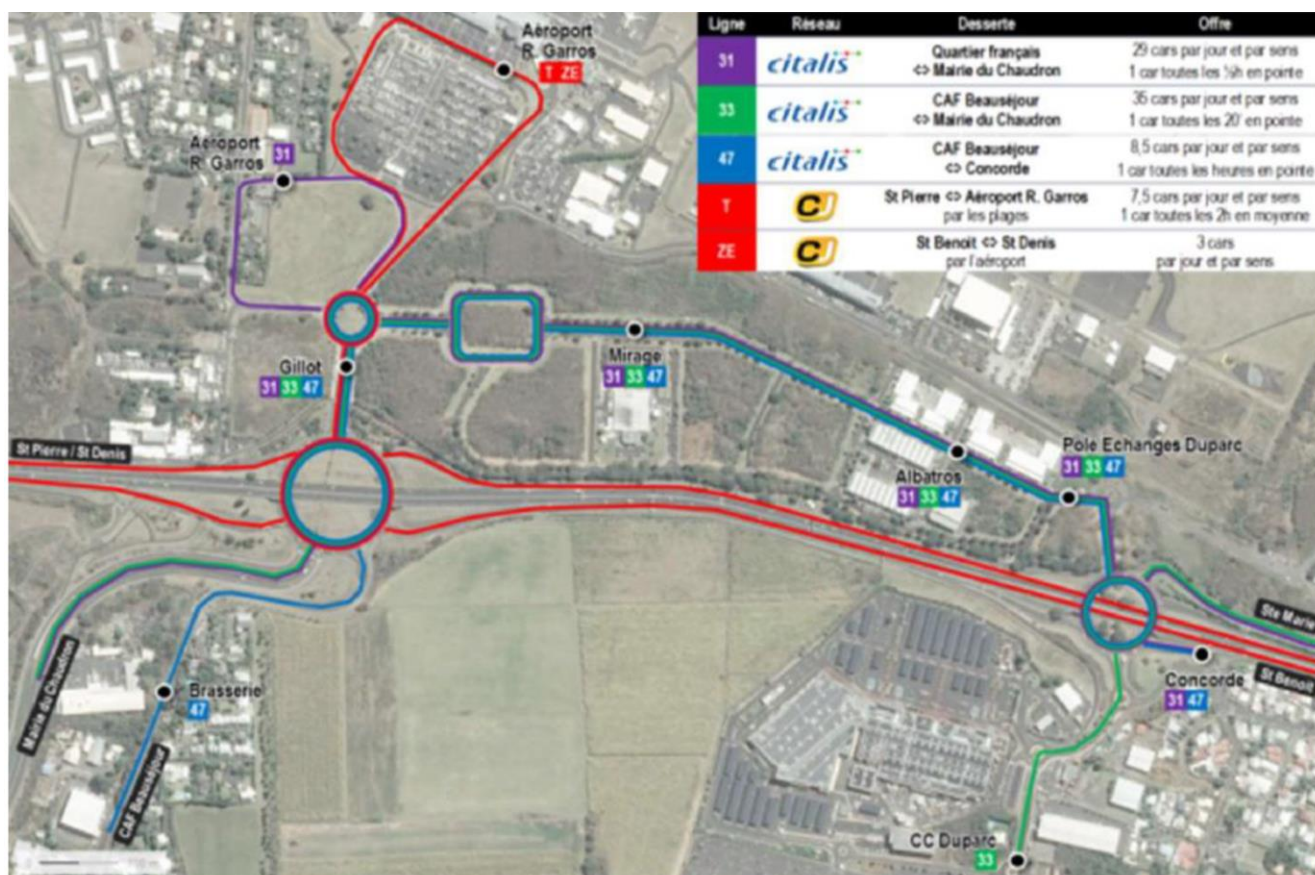 Ligne Réseau Desserte Offre
31 citalis Quartier français 29 cars par jour et par sens
⇔ Mairie du Chaudron 1 car toutes les ½h en pointe
33 citalis CAF Beauséjour 35 cars par jour et par sens
⇔ Mairie du Chaudron 1 car toutes les 20' en pointe
47 citalis CAF Beauséjour 8,5 cars par jour et par sens
⇔ Concorde 1 car toutes les heures en pointe
T CJ St Pierre ⇔ Aéroport R. Garros 7,5 cars par jour et par sens
par les plages 1 car toutes les 2h en moyenne
ZE CJ St Benoit ⇔ St Denis 3 cars
par l'aéroport par jour et par sens
Aéroport
R. Garros
T ZE
Aéroport
R. Garros 31
Gillot
31 33 47
Mirage
31 33 47
St Pierre / St Denis
Albatros
31 33 47
Pole Echanges Duparc
31 33 47
Ste Marie
St Benoit
Concorde
31 47
Mairie du Chaudron
Brasserie
47
CAF Beauséjour
CC Duparc
33